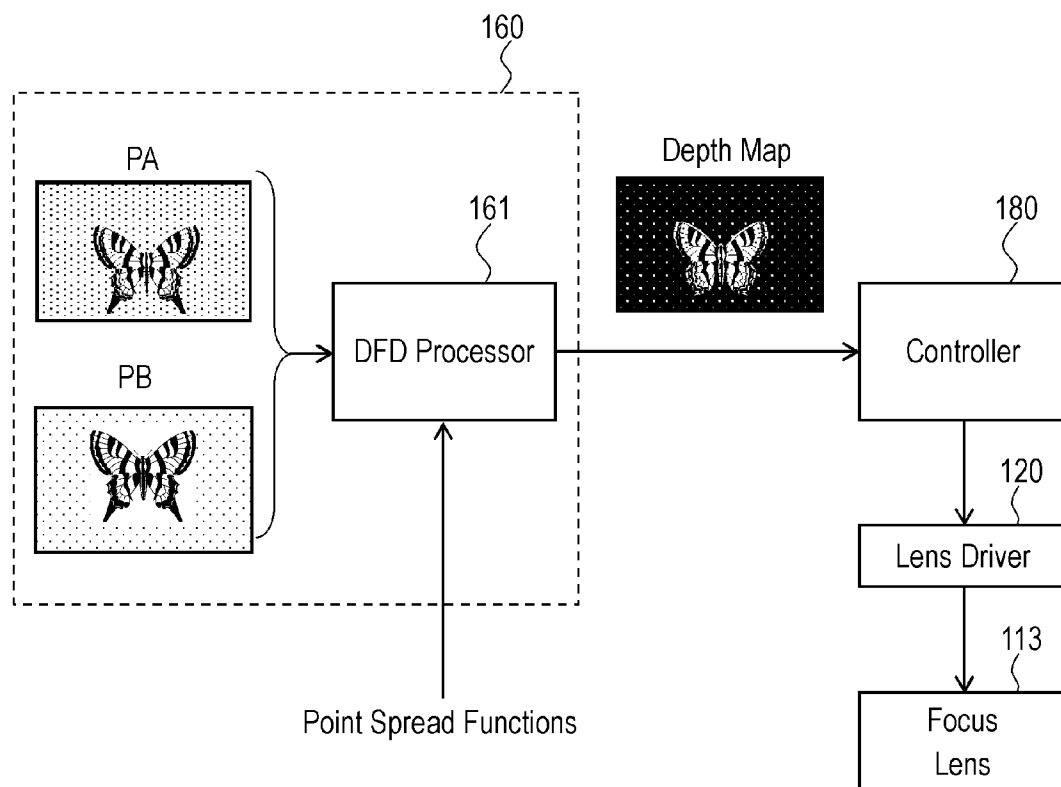 160
PA
Depth Map
161
180
DFD Processor
Controller
PB
120
Lens Driver
113
Point Spread Functions
Focus
Lens